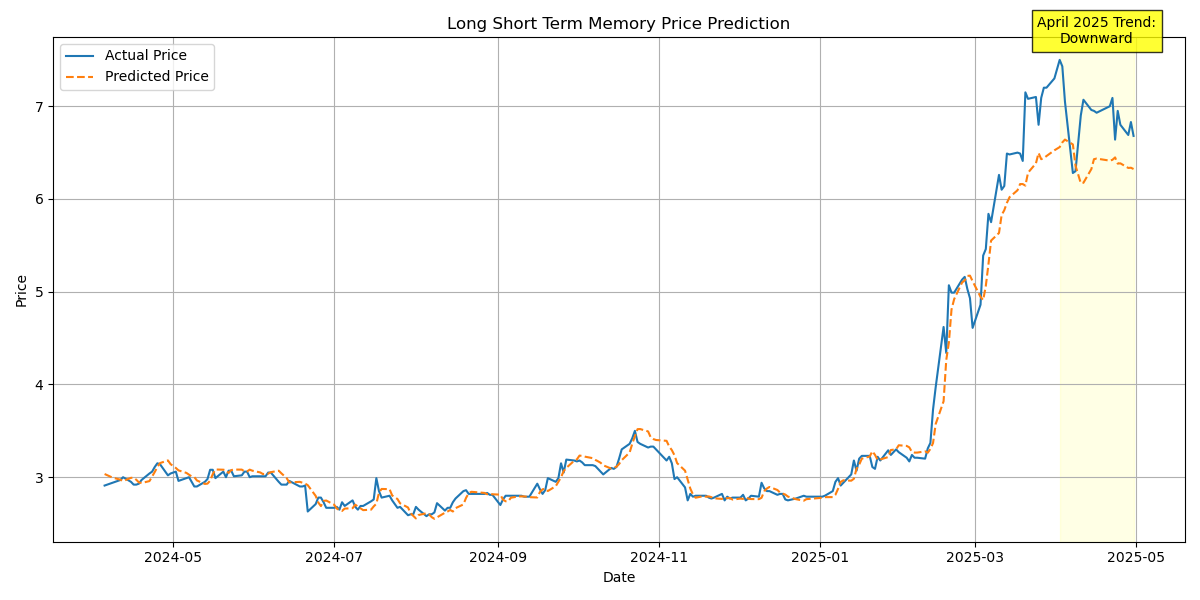 Long Short Term Memory Price Prediction
April 2025 Trend:
Downward
Actual Price
Predicted Price
Price
7
6
5
4
3
2024-05
2024-07
2024-09
2024-11
2025-01
2025-03
2025-05
Date